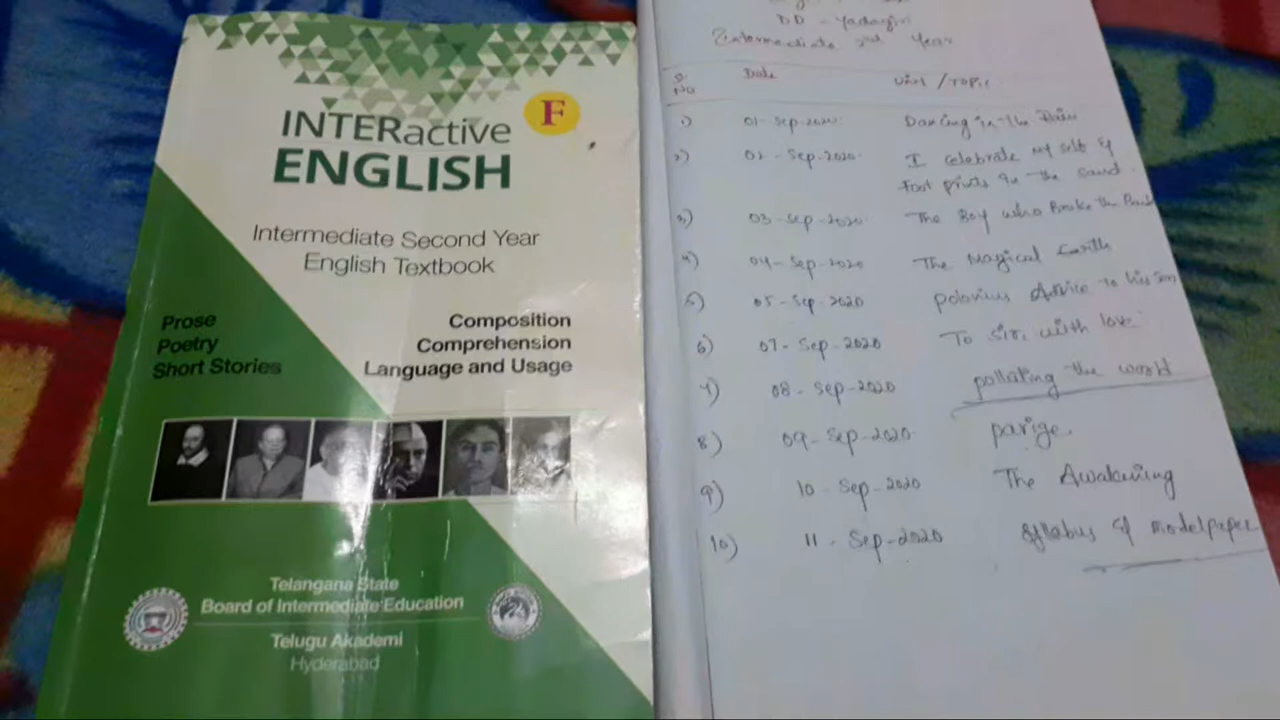 F
INTERactive
ENGLISH
Intermediate Second Year
English Textbook
Prose
Poetry
Short Stories
Composition
Comprehension
Language and Usage
Telangana State
Board of Intermediate Education
Telugu Akademi
Hyderabad
DD - Yadagiri
Intermediate 2nd Year
S. No Date Unit / Topic
1) 01-Sep-2020 Dancing in the Rain
2) 02-Sep-2020 I celebrate my self &
Foot prints in the sand
3) 03-Sep-2020 The Boy who Broke the Bank
4) 04-Sep-2020 The Magical Earth
5) 05-Sep 2020 polonius Advice to his son
6) 07-Sep-2020 To sir, with love
7) 08-Sep-2020 polluting the world
8) 09-Sep-2020 parige.
9) 10-Sep-2020 The Awakening
10) 11-Sep-2020 Syllabus & modelpaper